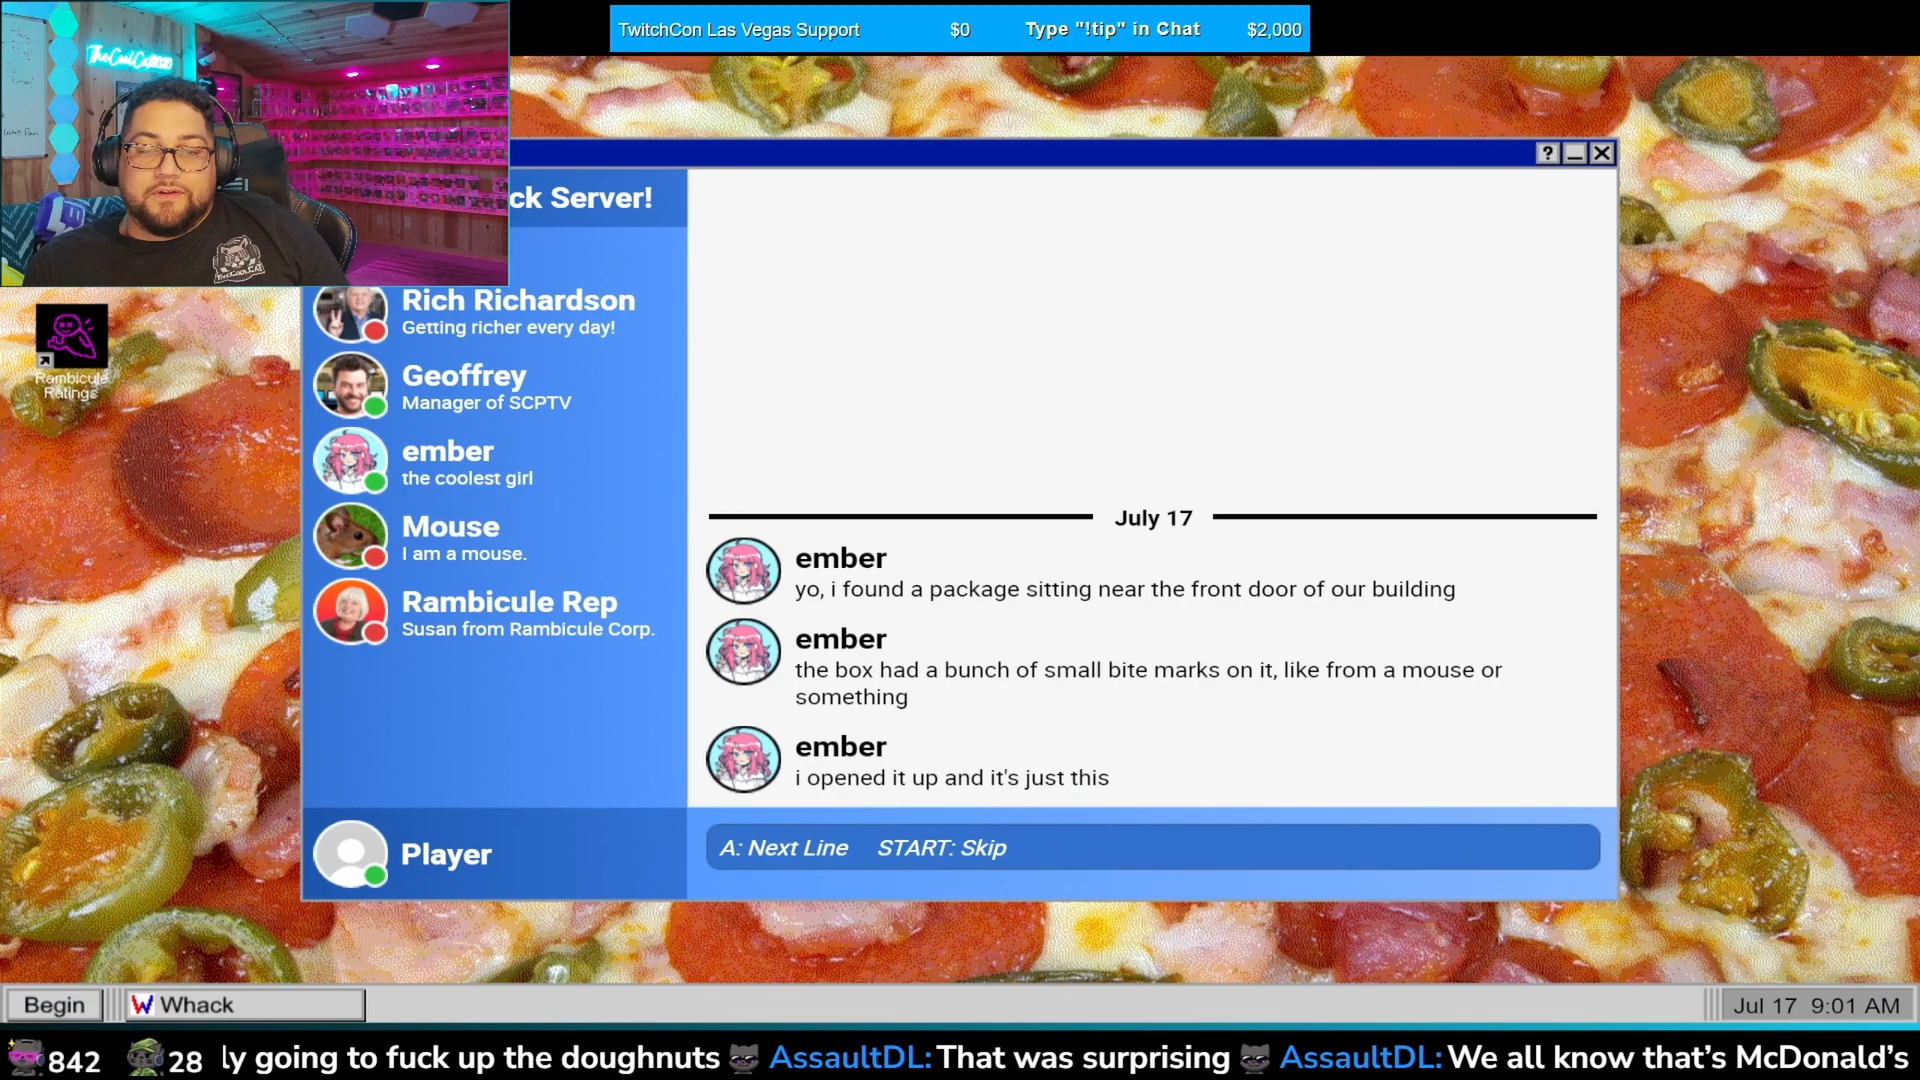 TwitchCon Las Vegas Support $0 Type "!tip" in Chat $2,000
TheCoolCat1020
THECOOLCAT
? _ X
ck Server!
Rich Richardson
Getting richer every day!
Geoffrey
Manager of SCPTV
ember
the coolest girl
Mouse
I am a mouse.
Rambicule Rep
Susan from Rambicule Corp.
Player
Rambicule
Ratings
July 17
ember
yo, i found a package sitting near the front door of our building
ember
the box had a bunch of small bite marks on it, like from a mouse or
something
ember
i opened it up and it's just this
A: Next Line START: Skip
Begin
W Whack
Jul 17 9:01 AM
842 28 ly going to fuck up the doughnuts AssaultDL: That was surprising AssaultDL: We all know that's McDonald's